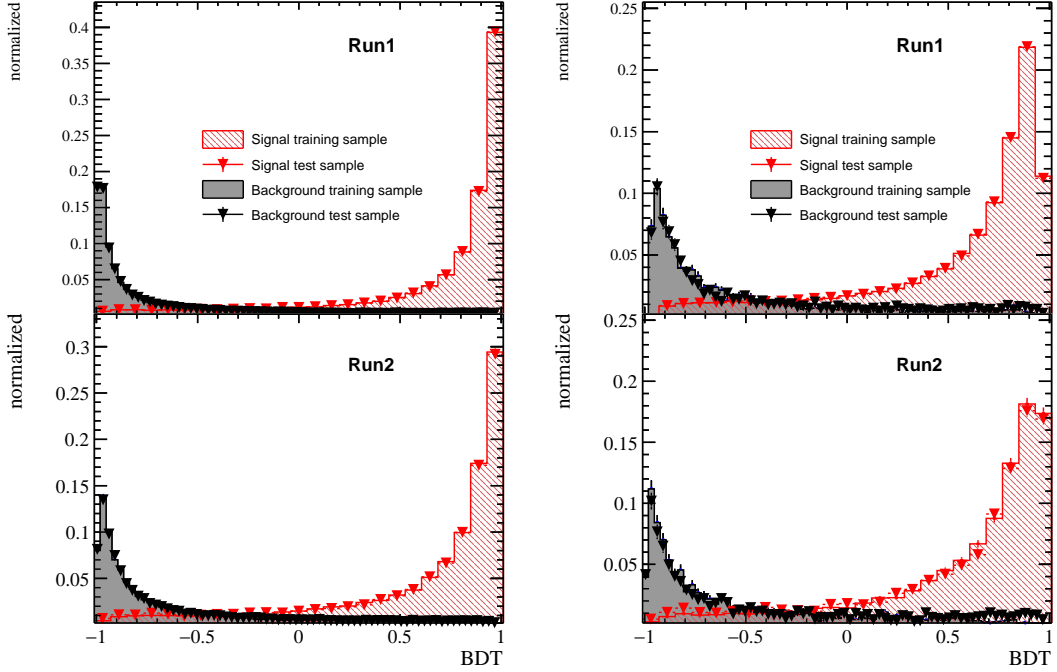 normalized
0.4
0.35
0.3
0.25
0.2
0.15
0.1
0.05
Run1
Signal training sample
Signal test sample
Background training sample
Background test sample
normalized
0.25
0.2
0.15
0.1
0.05
Run1
Signal training sample
Signal test sample
Background training sample
Background test sample
normalized
0.3
0.25
0.2
0.15
0.1
0.05
Run2
−1 −0.5 0 0.5 1
BDT
normalized
0.25
0.2
0.15
0.1
0.05
Run2
−1 −0.5 0 0.5 1
BDT